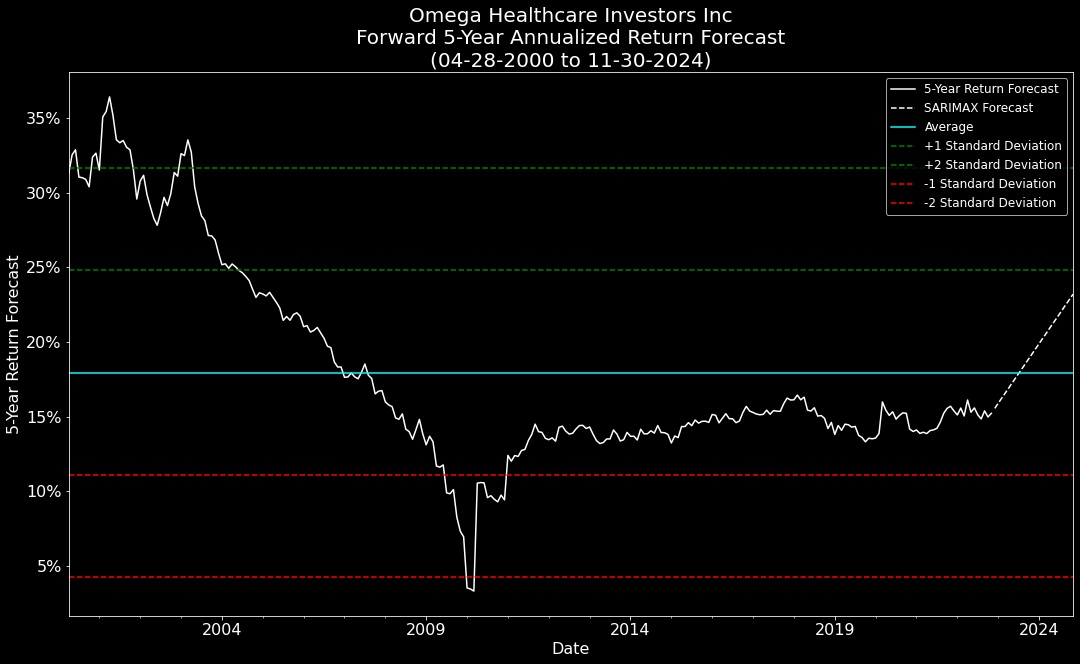 Omega Healthcare Investors Inc
Forward 5-Year Annualized Return Forecast
(04-28-2000 to 11-30-2024)
5-Year Return Forecast
SARIMAX Forecast
Average
+1 Standard Deviation
+2 Standard Deviation
-1 Standard Deviation
-2 Standard Deviation
5-Year Return Forecast
35%
30%
25%
20%
15%
10%
5%
2004
2009
2014
2019
2024
Date